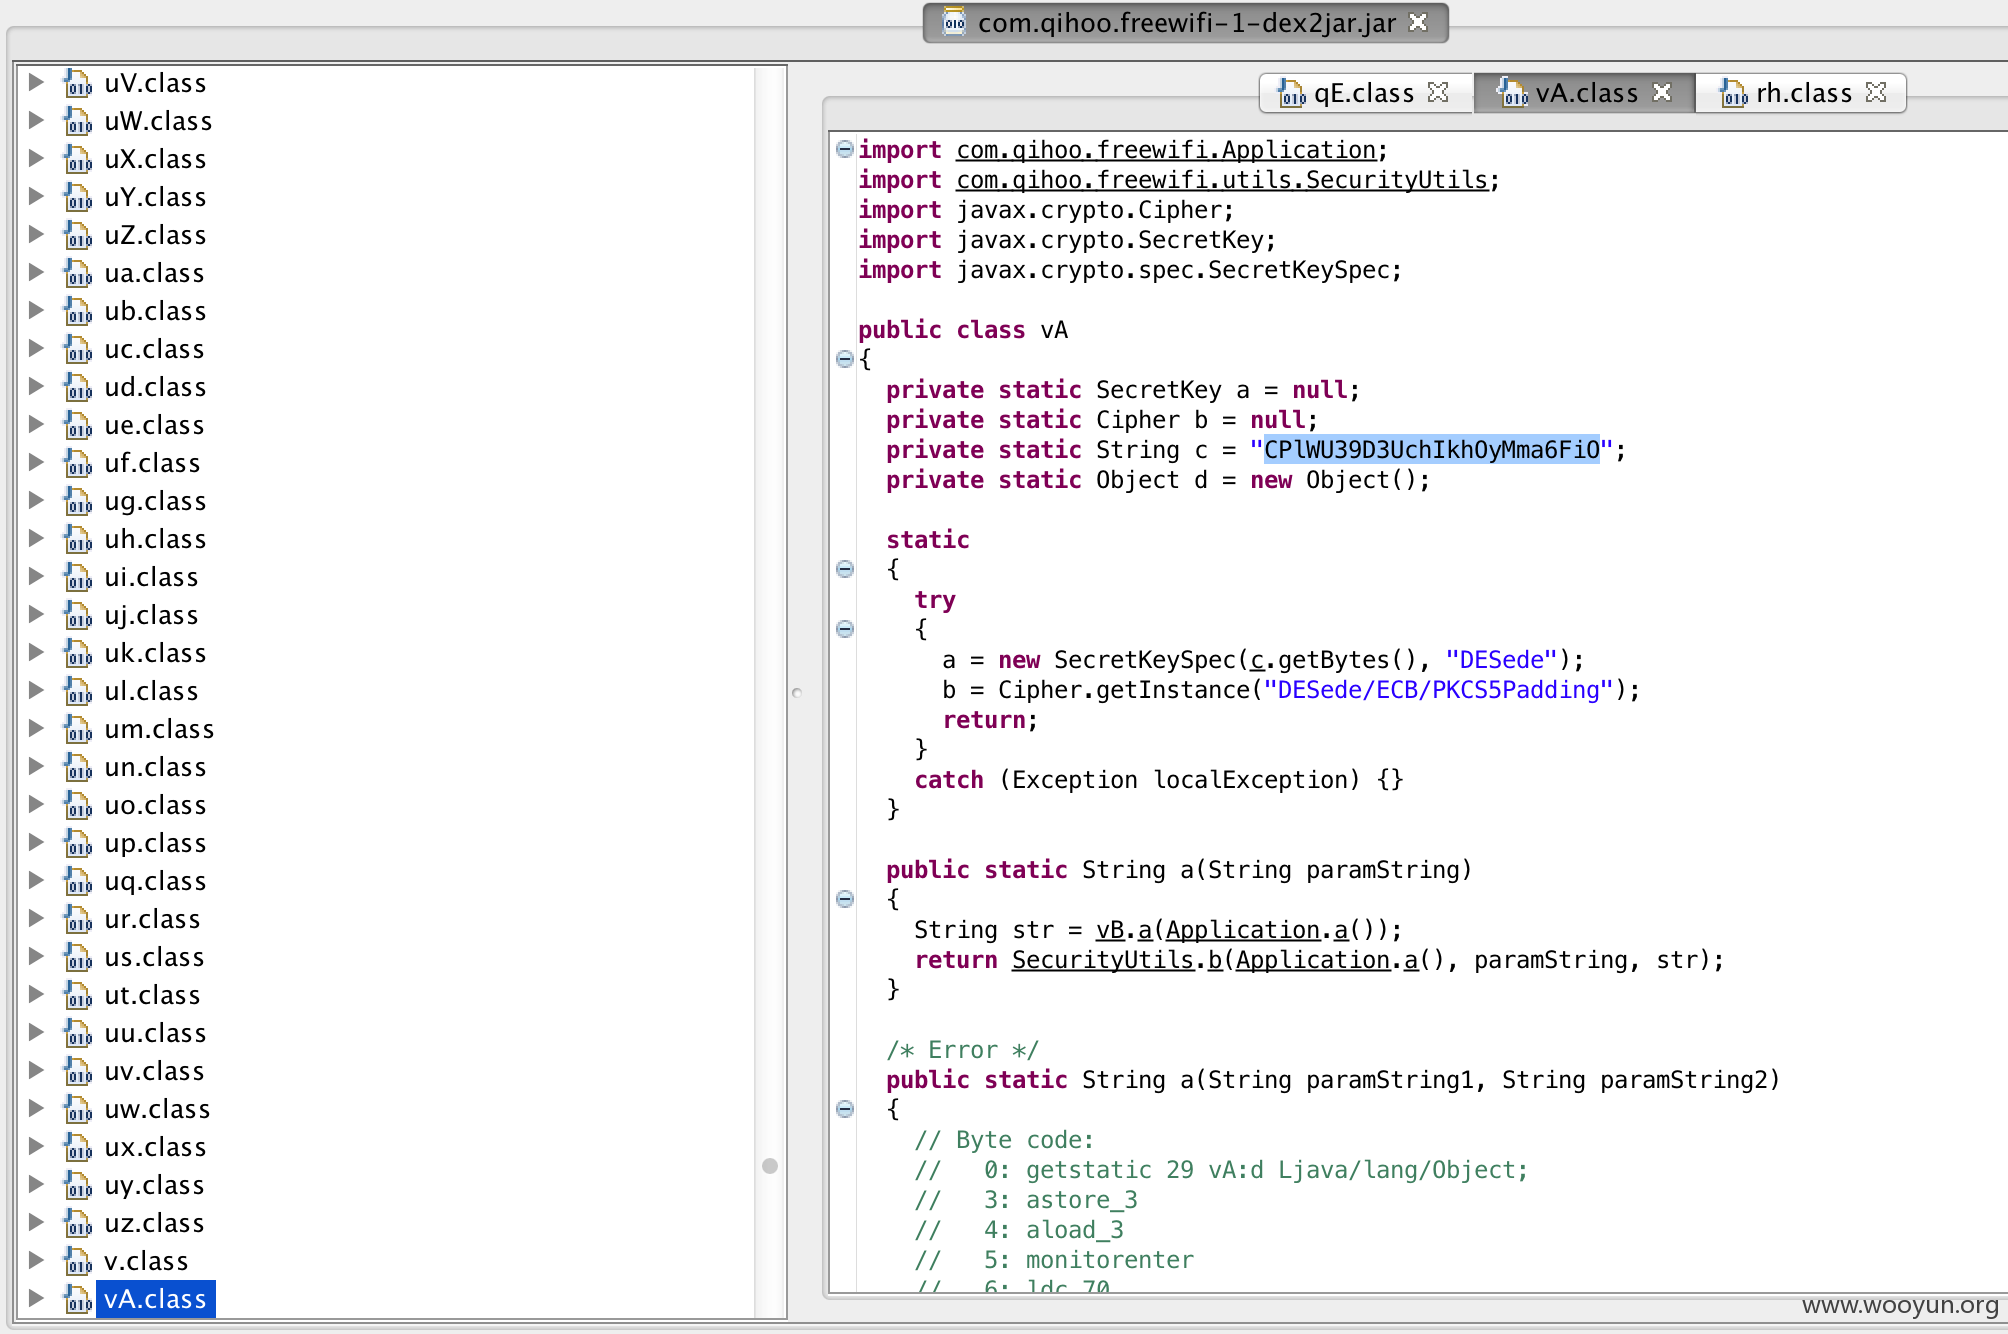 com.qihoo.freewifi-1-dex2jar.jar
uV.class
uW.class
uX.class
uY.class
uZ.class
ua.class
ub.class
uc.class
ud.class
ue.class
uf.class
ug.class
uh.class
ui.class
uj.class
uk.class
ul.class
um.class
un.class
uo.class
up.class
uq.class
ur.class
us.class
ut.class
uu.class
uv.class
uw.class
ux.class
uy.class
uz.class
v.class
vA.class
qE.class
vA.class
rh.class
import com.qihoo.freewifi.Application;
import com.qihoo.freewifi.utils.SecurityUtils;
import javax.crypto.Cipher;
import javax.crypto.SecretKey;
import javax.crypto.spec.SecretKeySpec;
public class vA
{
private static SecretKey a = null;
private static Cipher b = null;
private static String c = "CPlWU39D3UchIkhOyMma6FiO";
private static Object d = new Object();
static
{
try
{
a = new SecretKeySpec(c.getBytes(), "DESede");
b = Cipher.getInstance("DESede/ECB/PKCS5Padding");
return;
}
catch (Exception localException) {}
}
public static String a(String paramString)
{
String str = vB.a(Application.a());
return SecurityUtils.b(Application.a(), paramString, str);
}
/* Error */
public static String a(String paramString1, String paramString2)
{
// Byte code:
//   0: getstatic 29 vA:d Ljava/lang/Object;
//   3: astore_3
//   4: aload_3
//   5: monitorenter
//   6: ldc 70
www.wooyun.org